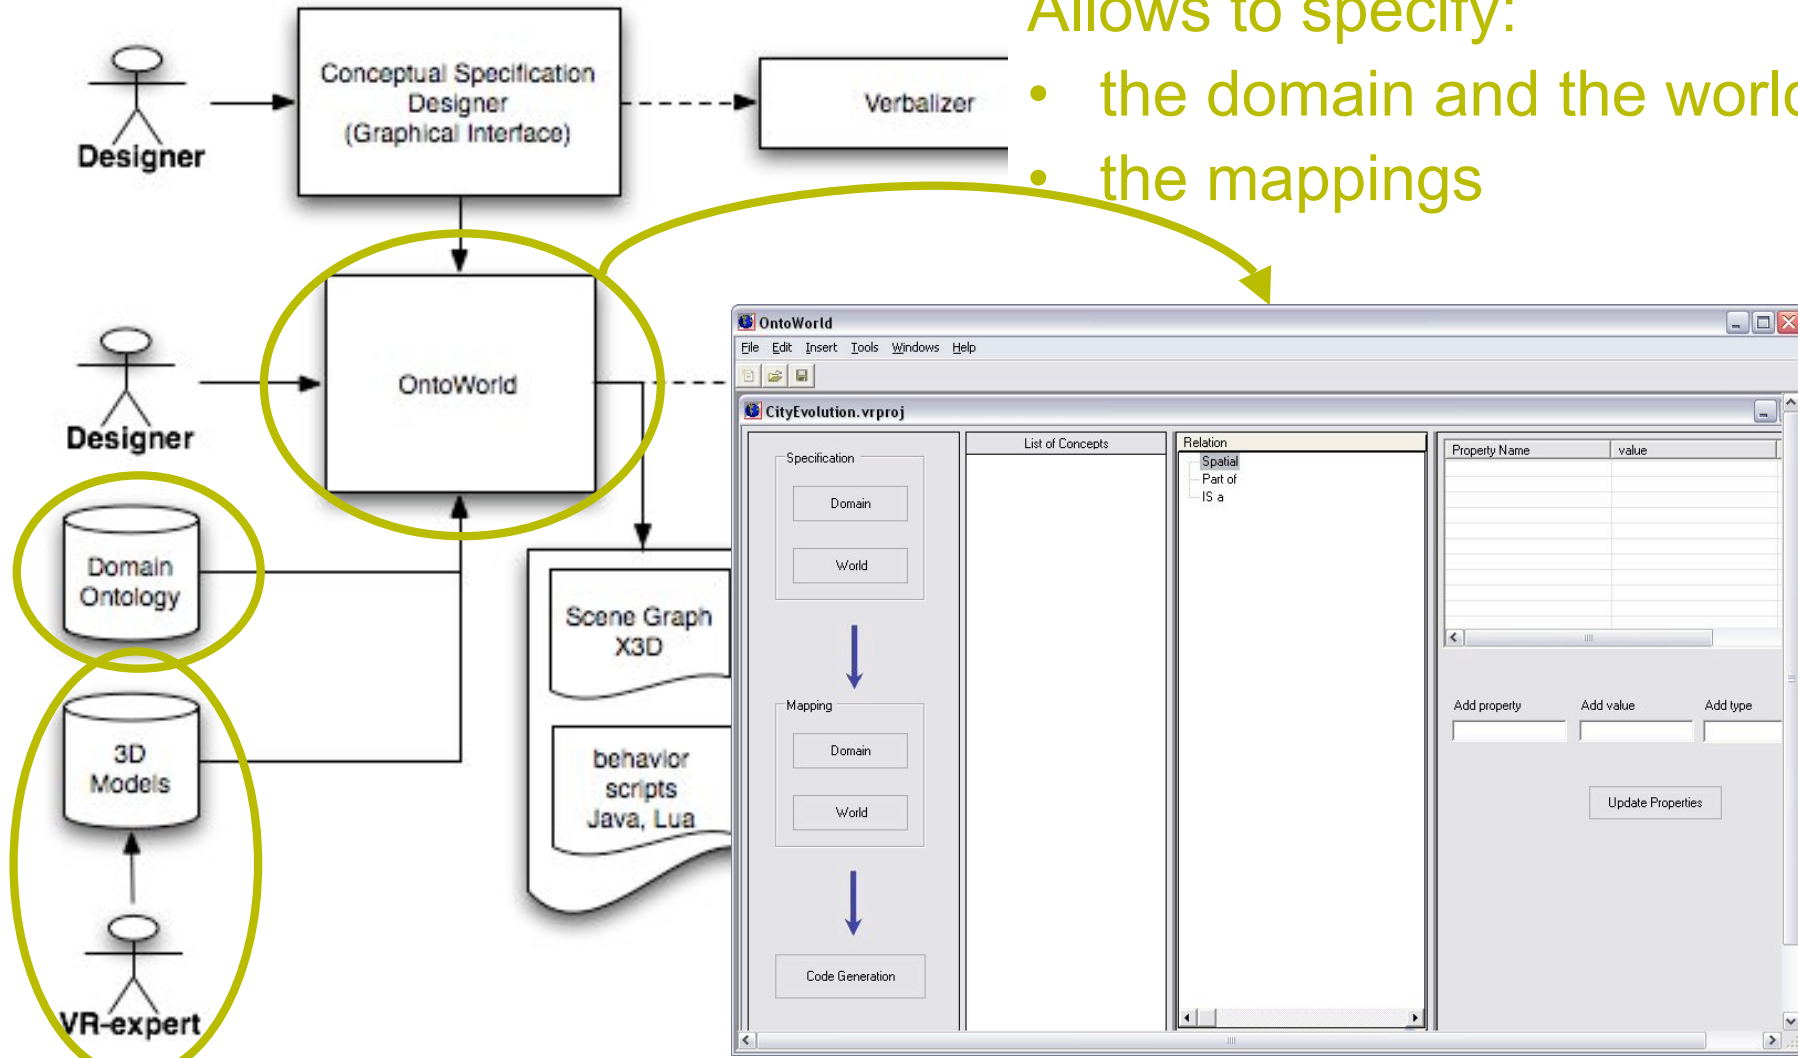 Allows to specify:
• the domain and the world
• the mappings
Conceptual Specification
Designer
(Graphical Interface)
Verbalizer
Designer
OntoWorld
Designer
Domain
Ontology
3D
Models
VR-expert
Scene Graph
X3D
behavior
scripts
Java, Lua
OntoWorld
File Edit Insert Tools Windows Help
CityEvolution.vrproj
Specification
Domain
World
Mapping
Domain
World
Code Generation
List of Concepts
Relation
Spatial
Part of
IS a
Property Name value
Add property Add value Add type
Update Properties